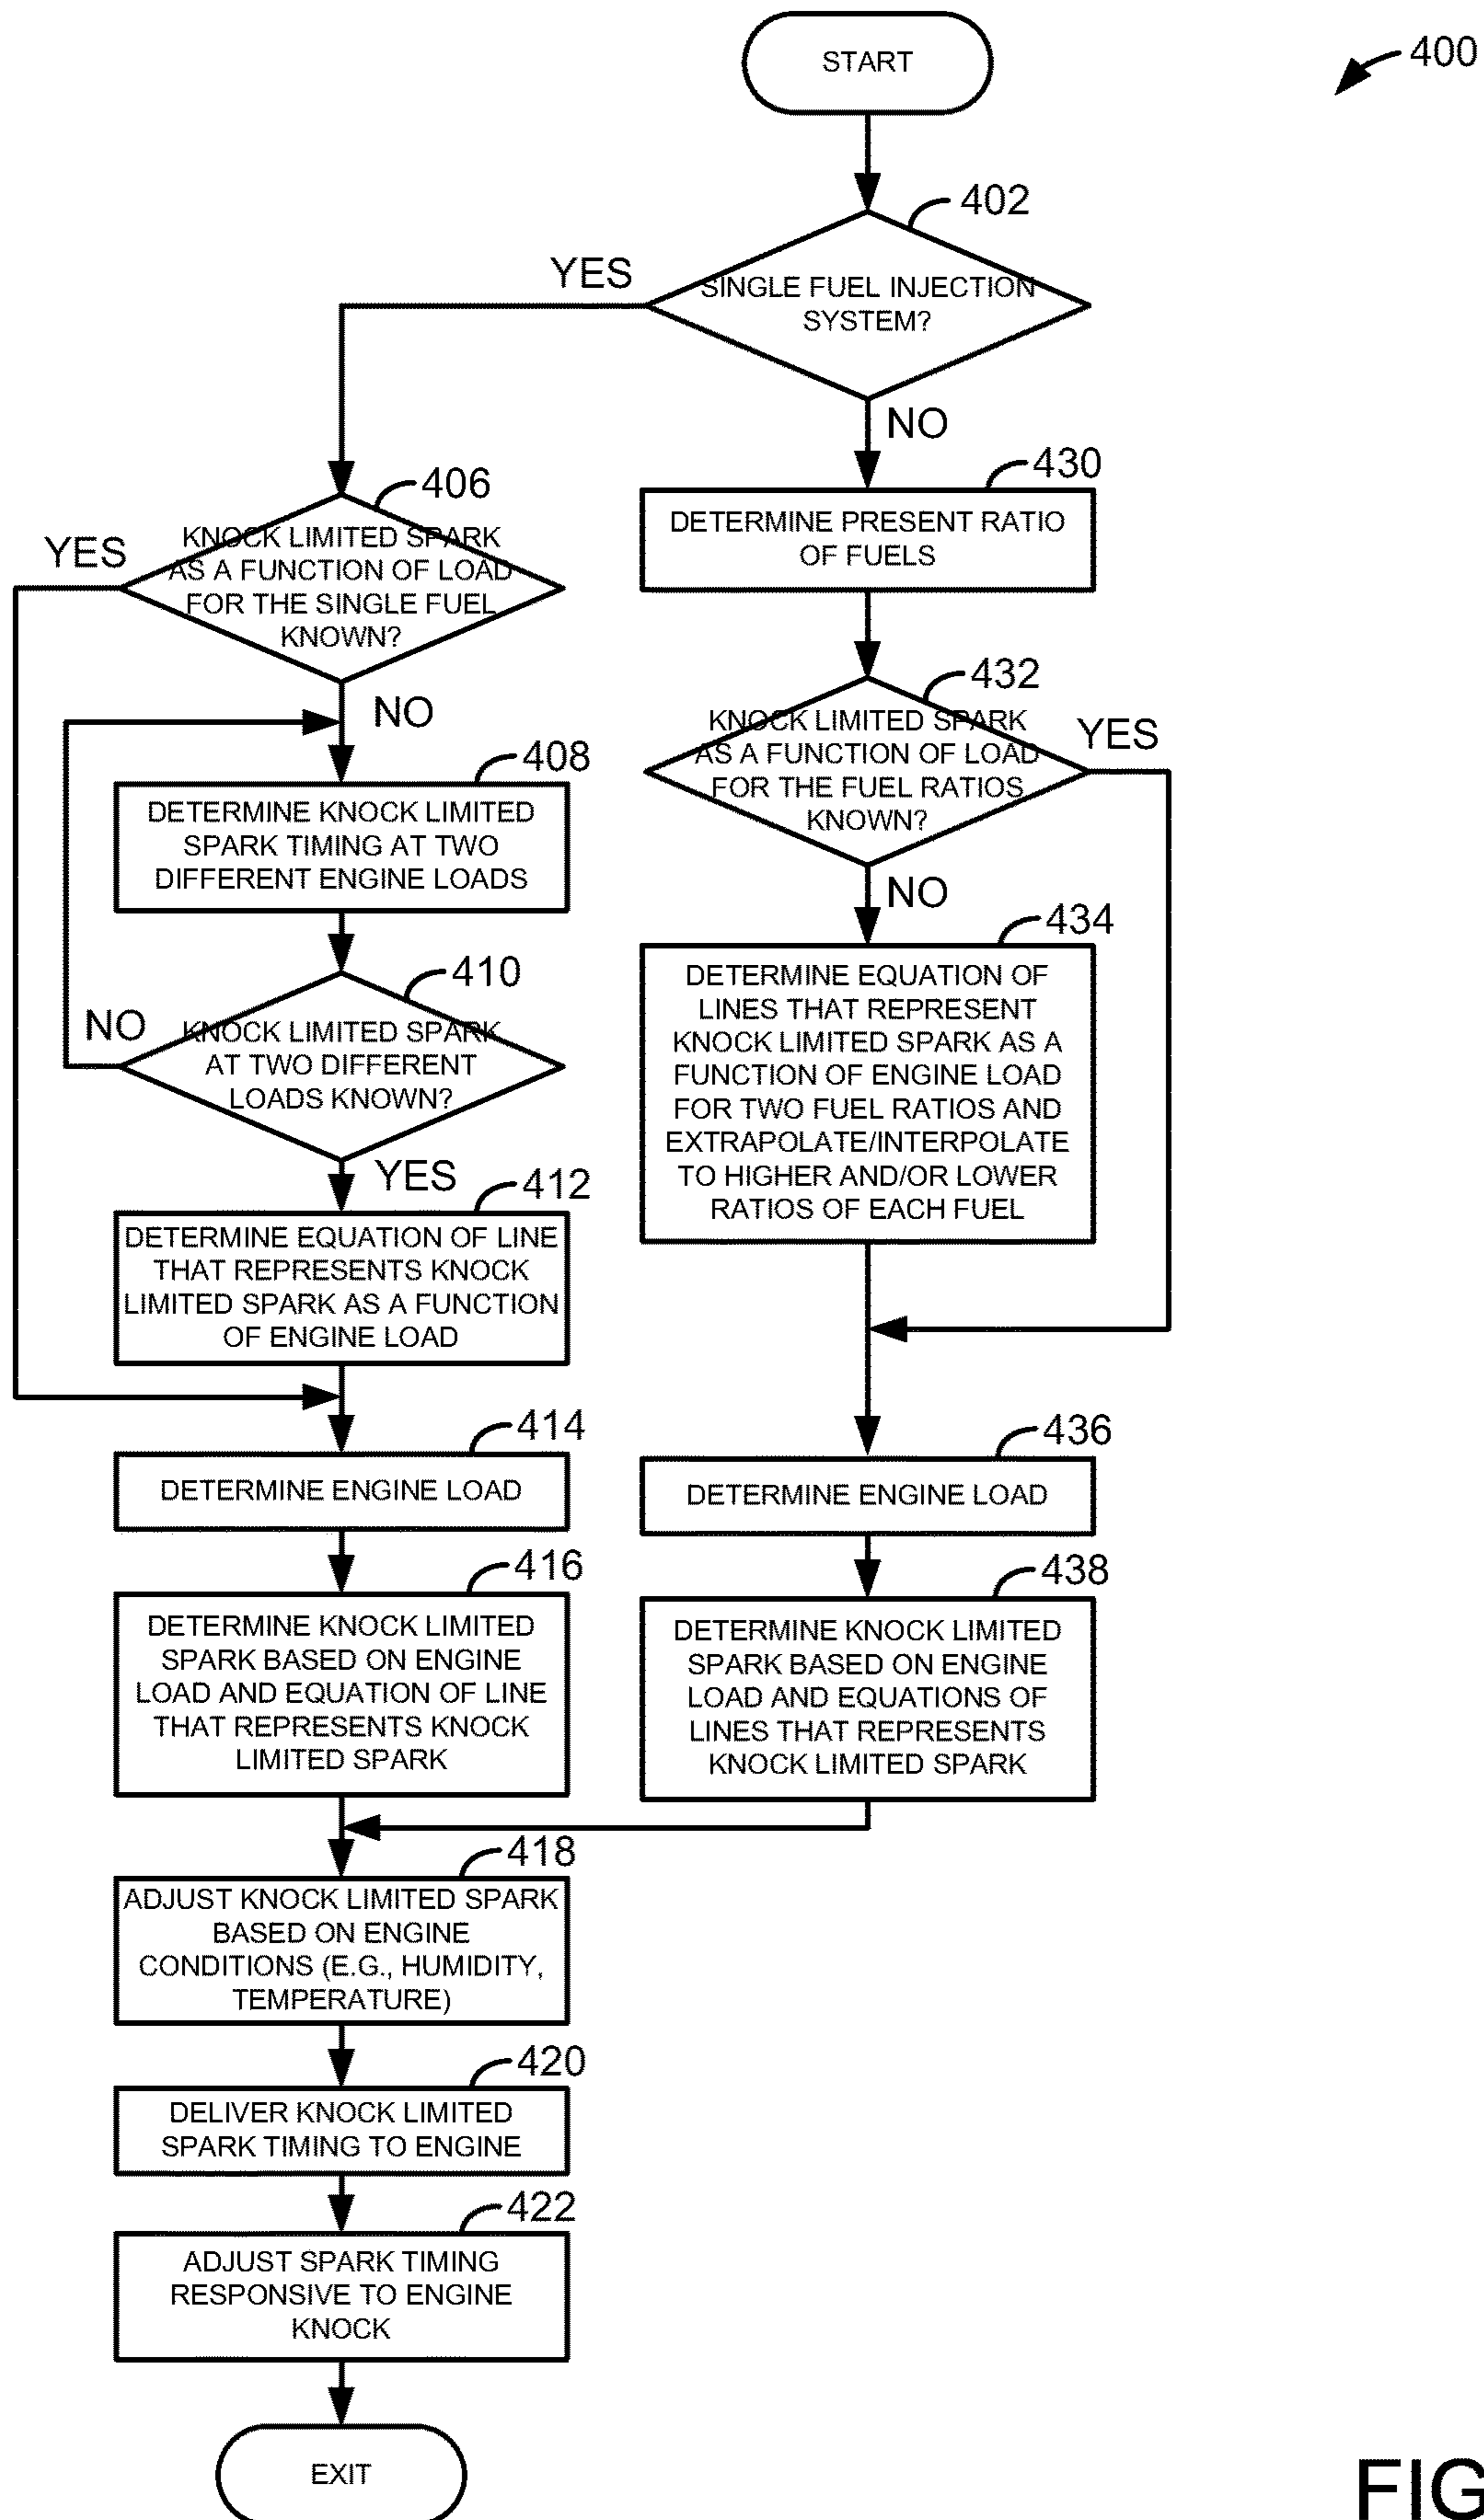 START
400
402
YES
SINGLE FUEL INJECTION
SYSTEM?
NO
406
430
YES
KNOCK LIMITED SPARK
AS A FUNCTION OF LOAD
FOR THE SINGLE FUEL
KNOWN?
DETERMINE PRESENT RATIO
OF FUELS
NO
432
KNOCK LIMITED SPARK
AS A FUNCTION OF LOAD
FOR THE FUEL RATIOS
KNOWN?
YES
408
DETERMINE KNOCK LIMITED
SPARK TIMING AT TWO
DIFFERENT ENGINE LOADS
NO
410
NO
KNOCK LIMITED SPARK
AT TWO DIFFERENT
LOADS KNOWN?
YES
434
DETERMINE EQUATION OF
LINES THAT REPRESENT
KNOCK LIMITED SPARK AS A
FUNCTION OF ENGINE LOAD
FOR TWO FUEL RATIOS AND
EXTRAPOLATE/INTERPOLATE
TO HIGHER AND/OR LOWER
RATIOS OF EACH FUEL
412
DETERMINE EQUATION OF LINE
THAT REPRESENTS KNOCK
LIMITED SPARK AS A FUNCTION
OF ENGINE LOAD
414
DETERMINE ENGINE LOAD
436
DETERMINE ENGINE LOAD
416
DETERMINE KNOCK LIMITED
SPARK BASED ON ENGINE
LOAD AND EQUATION OF LINE
THAT REPRESENTS KNOCK
LIMITED SPARK
438
DETERMINE KNOCK LIMITED
SPARK BASED ON ENGINE
LOAD AND EQUATIONS OF
LINES THAT REPRESENTS
KNOCK LIMITED SPARK
418
ADJUST KNOCK LIMITED SPARK
BASED ON ENGINE
CONDITIONS (E.G., HUMIDITY,
TEMPERATURE)
420
DELIVER KNOCK LIMITED
SPARK TIMING TO ENGINE
422
ADJUST SPARK TIMING
RESPONSIVE TO ENGINE
KNOCK
EXIT
FIG